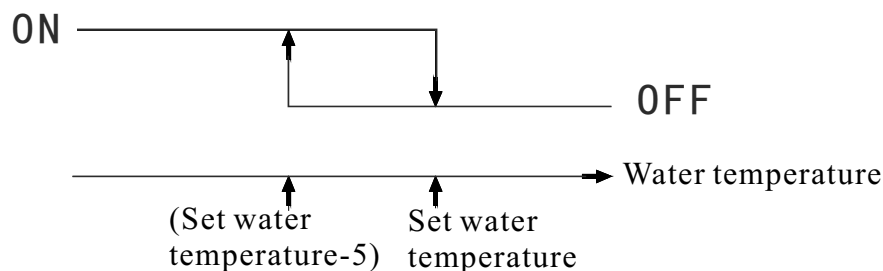 ON
OFF
Water temperature
(Set water
temperature-5)
Set water
temperature